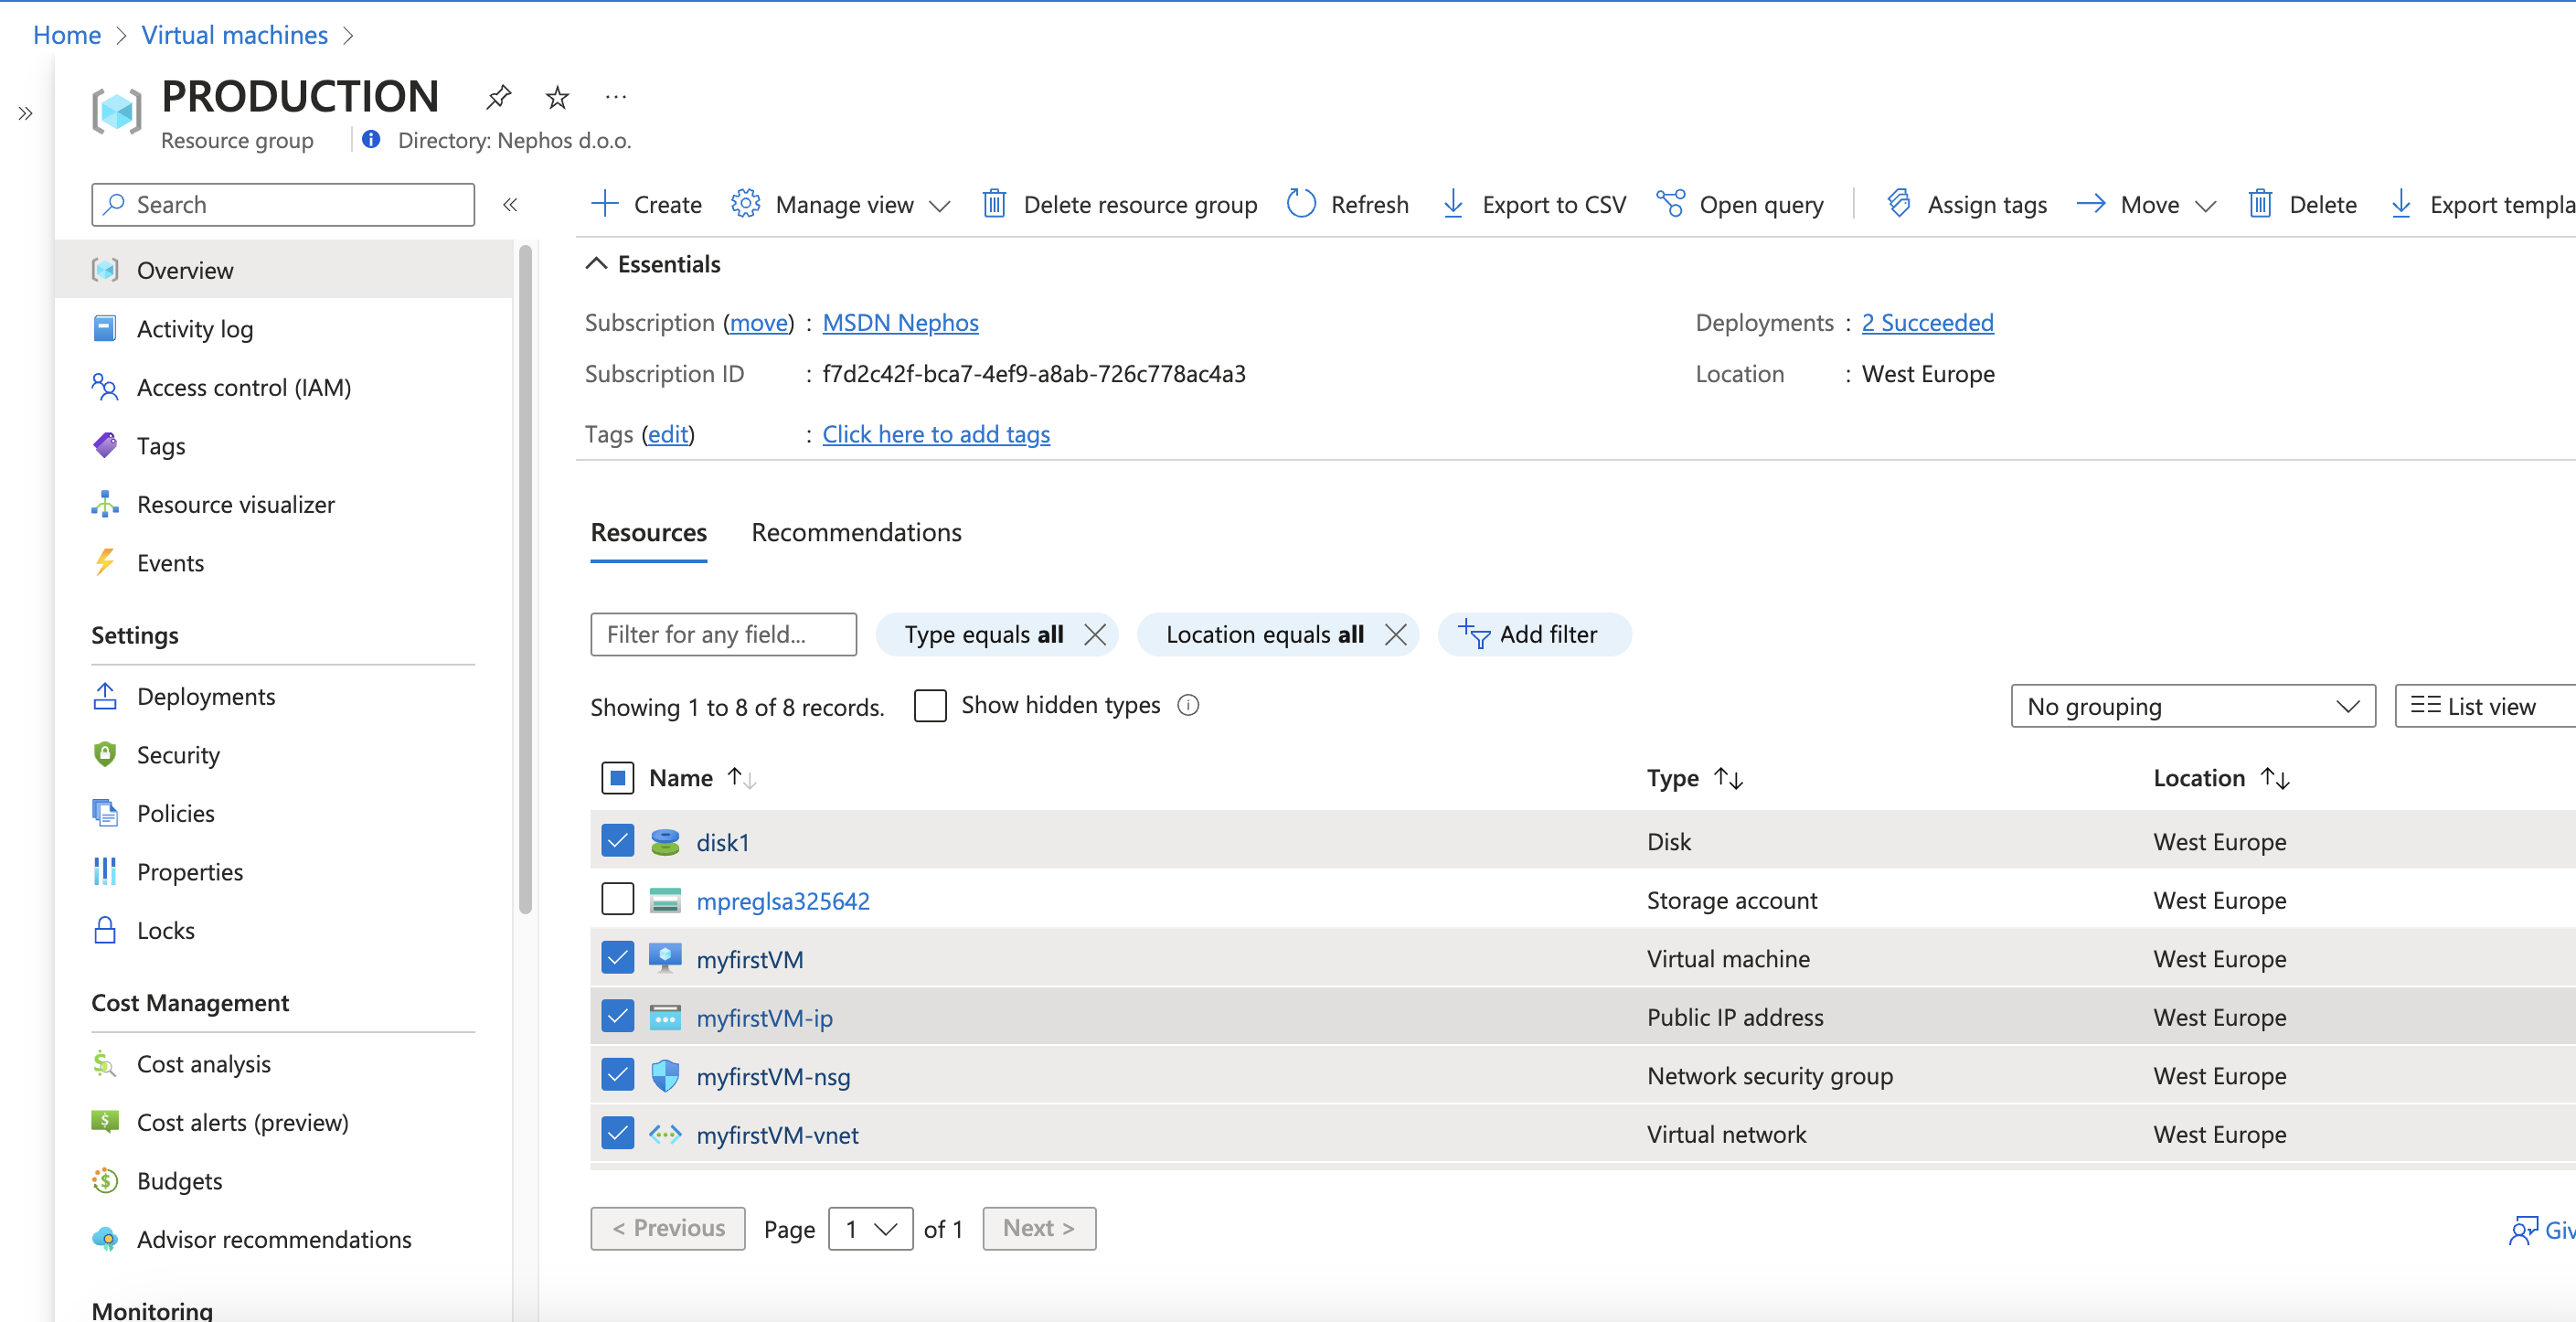 Home > Virtual machines >
PRODUCTION
Resource group | Directory: Nephos d.o.o.
Search
Create Manage view Delete resource group Refresh Export to CSV Open query Assign tags Move Delete Export templa
Overview
Activity log
Access control (IAM)
Tags
Resource visualizer
Events
Settings
Deployments
Security
Policies
Properties
Locks
Cost Management
Cost analysis
Cost alerts (preview)
Budgets
Advisor recommendations
Monitoring
Essentials
Subscription (move) : MSDN Nephos
Deployments : 2 Succeeded
Subscription ID : f7d2c42f-bca7-4ef9-a8ab-726c778ac4a3
Location : West Europe
Tags (edit) : Click here to add tags
Resources Recommendations
Filter for any field... Type equals all Location equals all Add filter
Showing 1 to 8 of 8 records. Show hidden types No grouping List view
Name Type Location
disk1 Disk West Europe
mpreglsa325642 Storage account West Europe
myfirstVM Virtual machine West Europe
myfirstVM-ip Public IP address West Europe
myfirstVM-nsg Network security group West Europe
myfirstVM-vnet Virtual network West Europe
< Previous Page 1 of 1 Next >
Giv